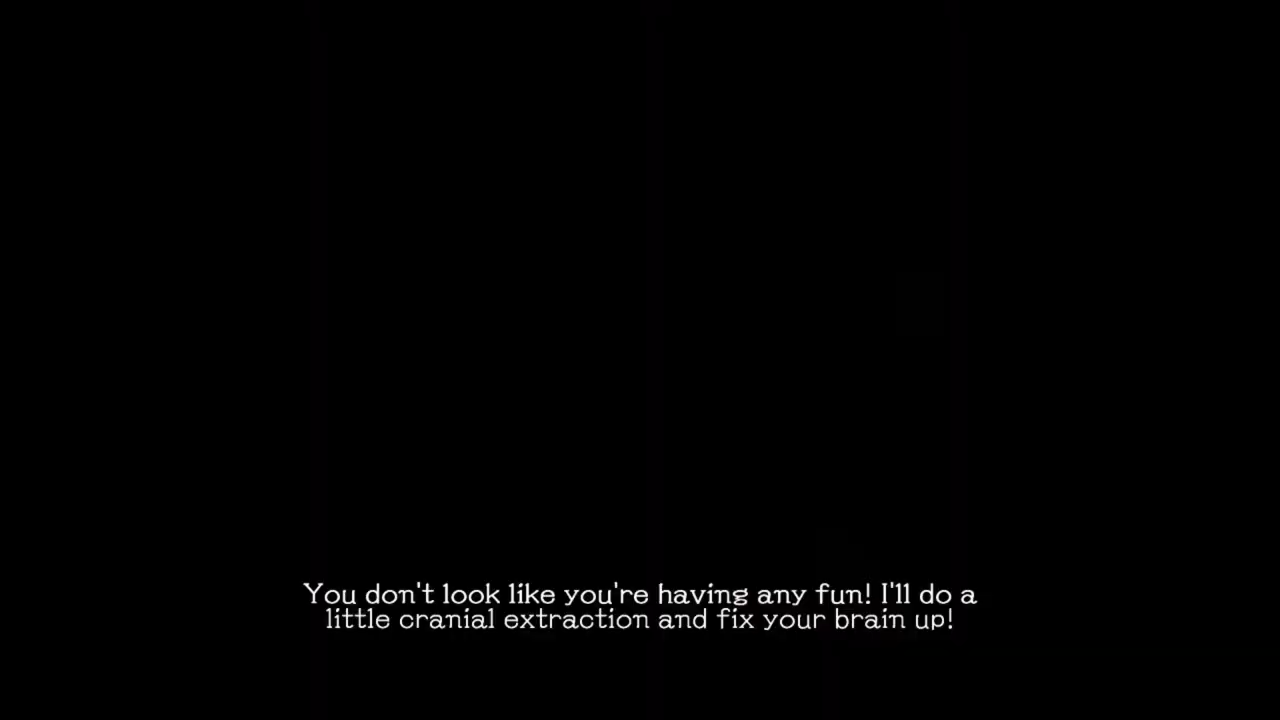 You don't look like you're having any fun! I'll do a
little cranial extraction and fix your brain up!